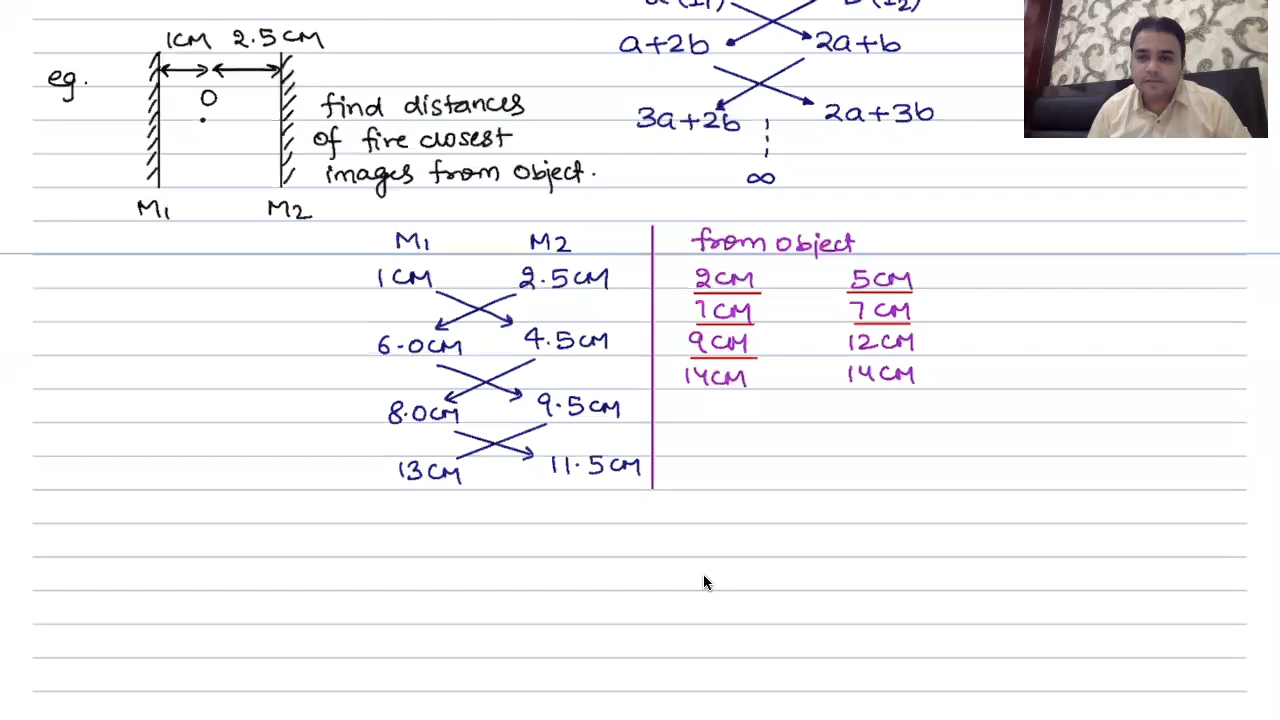 a+2b 2a+b
3a+2b 2a+3b
∞
eg.
1CM 2.5CM
O
M1 M2
find distances
of five closest
images from object.
M1 M2 from object
1CM 2.5CM 2CM 5CM
7CM 7CM
6.0CM 4.5CM 9CM 12CM
14CM 14CM
8.0CM 9.5CM
13CM 11.5CM